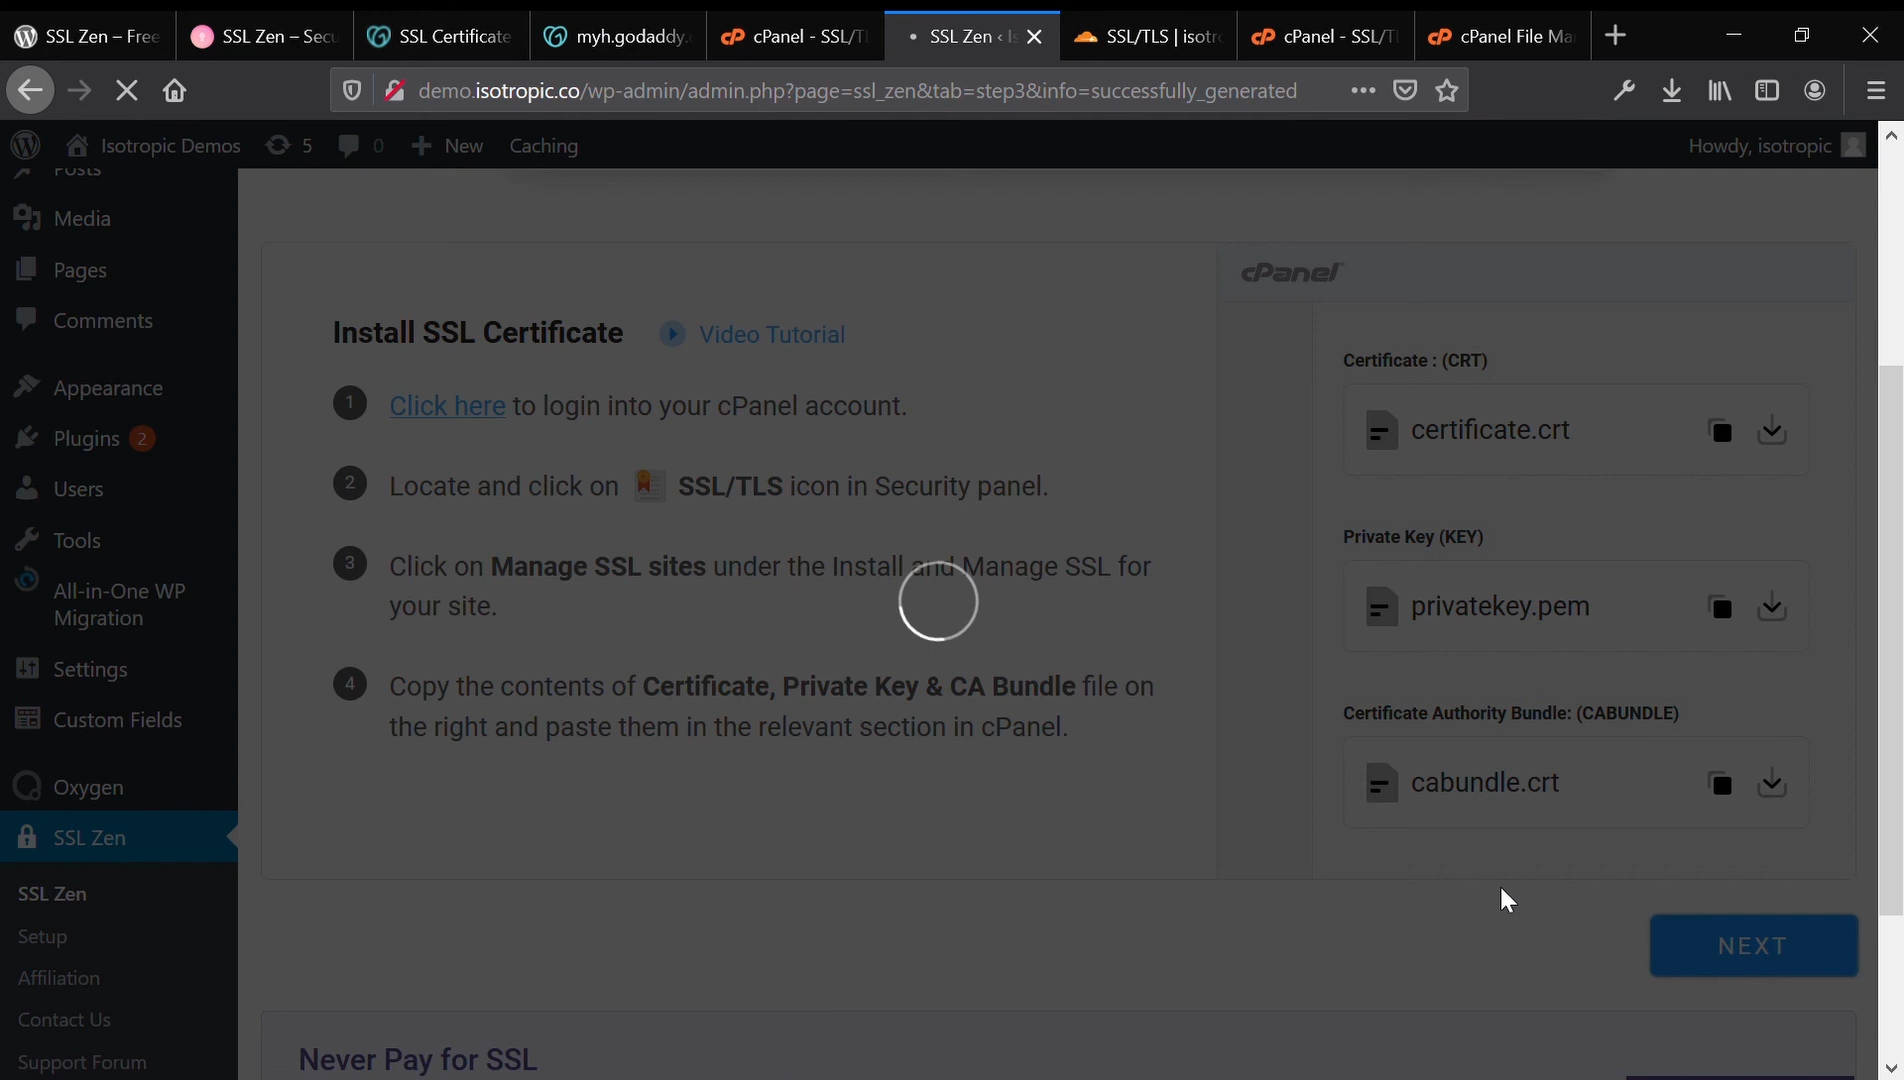 SSL Zen – Free
SSL Zen – Secu
SSL Certificate
myh.godaddy.
cPanel - SSL/T
SSL Zen ‹ Is
SSL/TLS | isotro
cPanel - SSL/T
cPanel File Ma
demo.isotropic.co/wp-admin/admin.php?page=ssl_zen&tab=step3&info=successfully_generated
Isotropic Demos
5
0
New
Caching
Howdy, isotropic
Posts
Media
Pages
Comments
Appearance
Plugins 2
Users
Tools
All-in-One WP
Migration
Settings
Custom Fields
Oxygen
SSL Zen
SSL Zen
Setup
Affiliation
Contact Us
Support Forum
Install SSL Certificate
Video Tutorial
1 Click here to login into your cPanel account.
2 Locate and click on SSL/TLS icon in Security panel.
3 Click on Manage SSL sites under the Install and Manage SSL for
your site.
4 Copy the contents of Certificate, Private Key & CA Bundle file on
the right and paste them in the relevant section in cPanel.
cPanel
Certificate : (CRT)
certificate.crt
Private Key (KEY)
privatekey.pem
Certificate Authority Bundle: (CABUNDLE)
cabundle.crt
NEXT
Never Pay for SSL